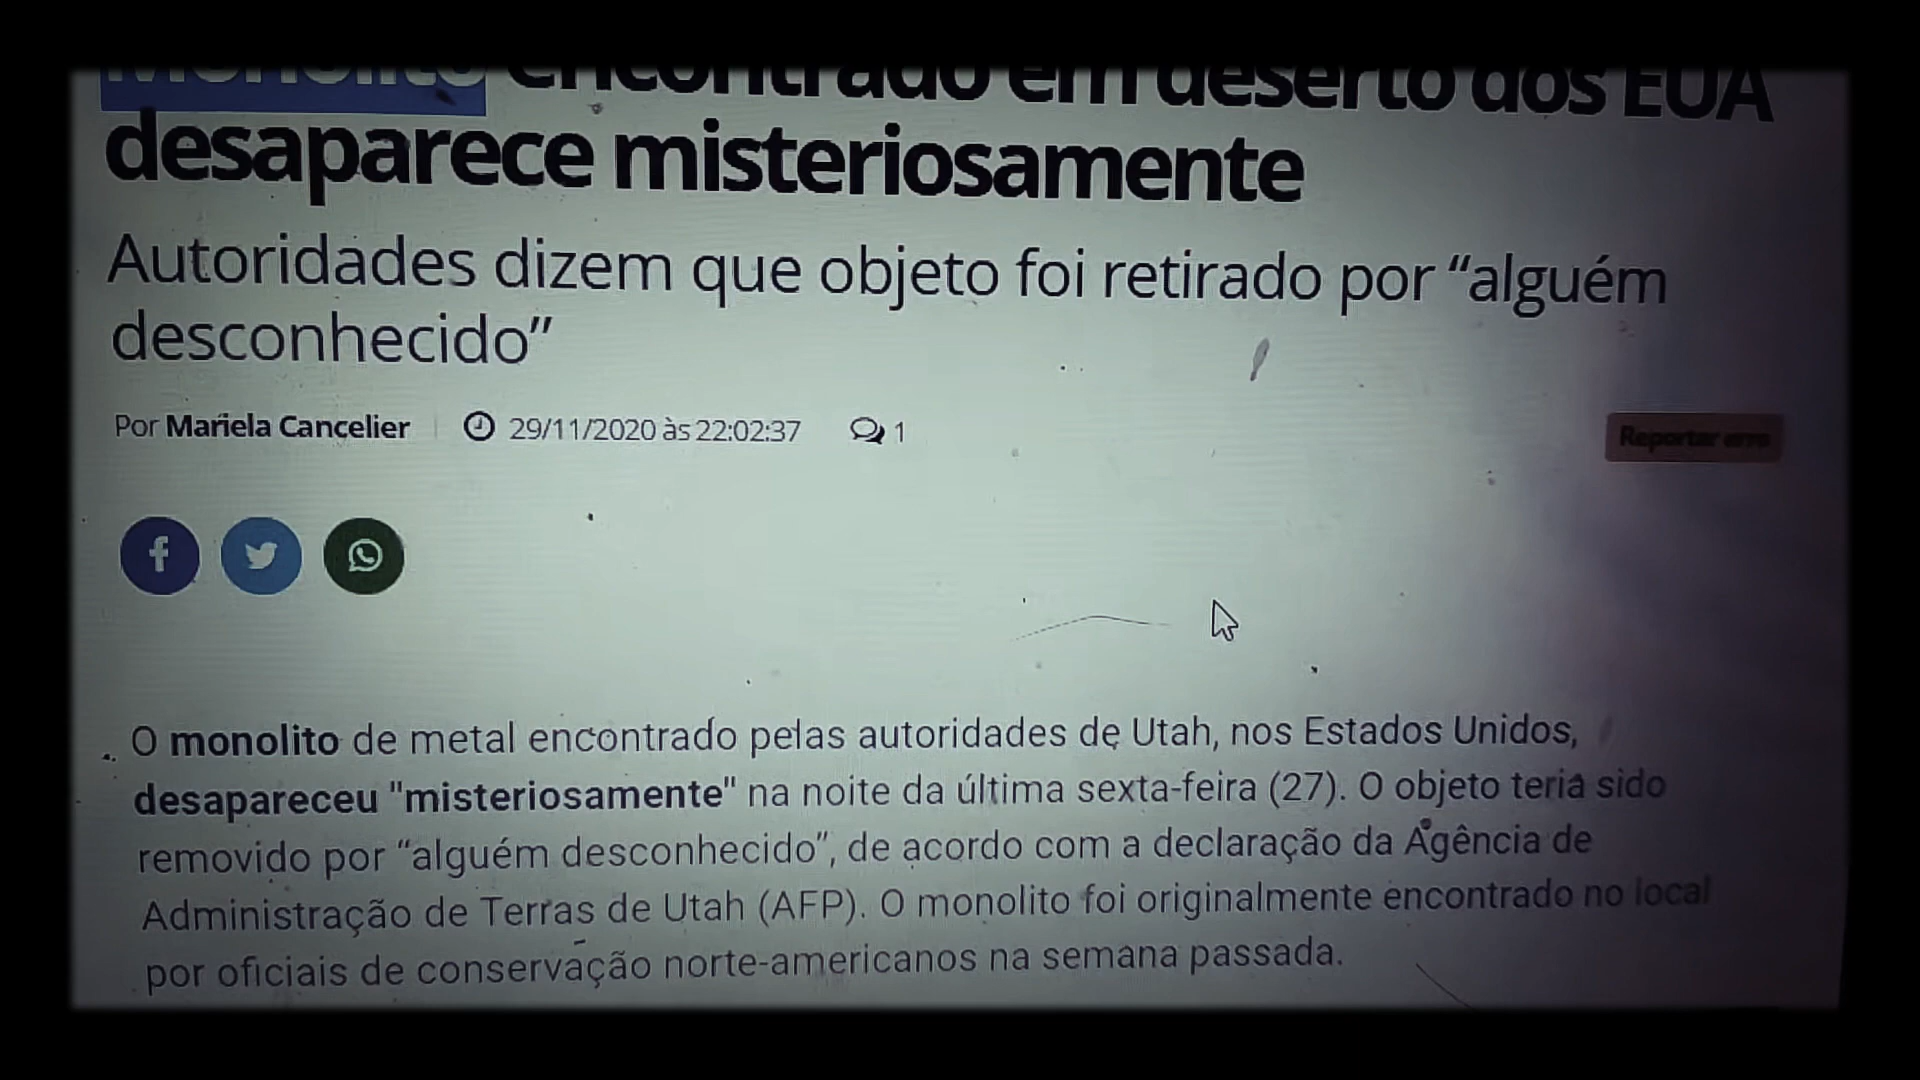 Monolito encontrado em deserto dos EUA
desaparece misteriosamente
Autoridades dizem que objeto foi retirado por “alguém
desconhecido”
Por Mariela Cancelier 29/11/2020 às 22:02:37 1
Reportar erro
O monolito de metal encontrado pelas autoridades de Utah, nos Estados Unidos,
desapareceu "misteriosamente" na noite da última sexta-feira (27). O objeto teria sido
removido por “alguém desconhecido”, de acordo com a declaração da Agência de
Administração de Terras de Utah (AFP). O monolito foi originalmente encontrado no local
por oficiais de conservação norte-americanos na semana passada.